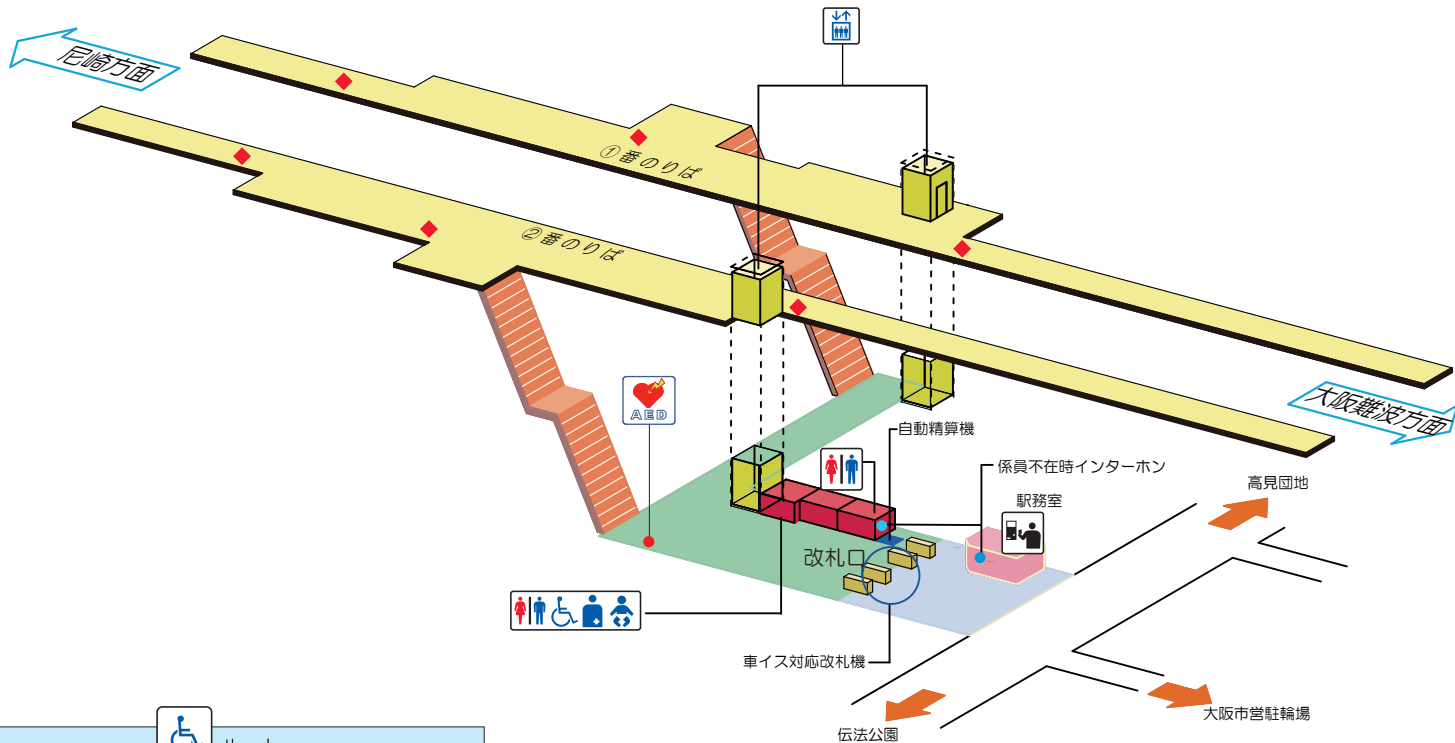 尼崎方面
①番のりば
②番のりば
大阪難波方面
AED
自動精算機
係員不在時インターホン
駅務室
高見団地
改札口
車イス対応改札機
大阪市営駐輪場
伝法公園